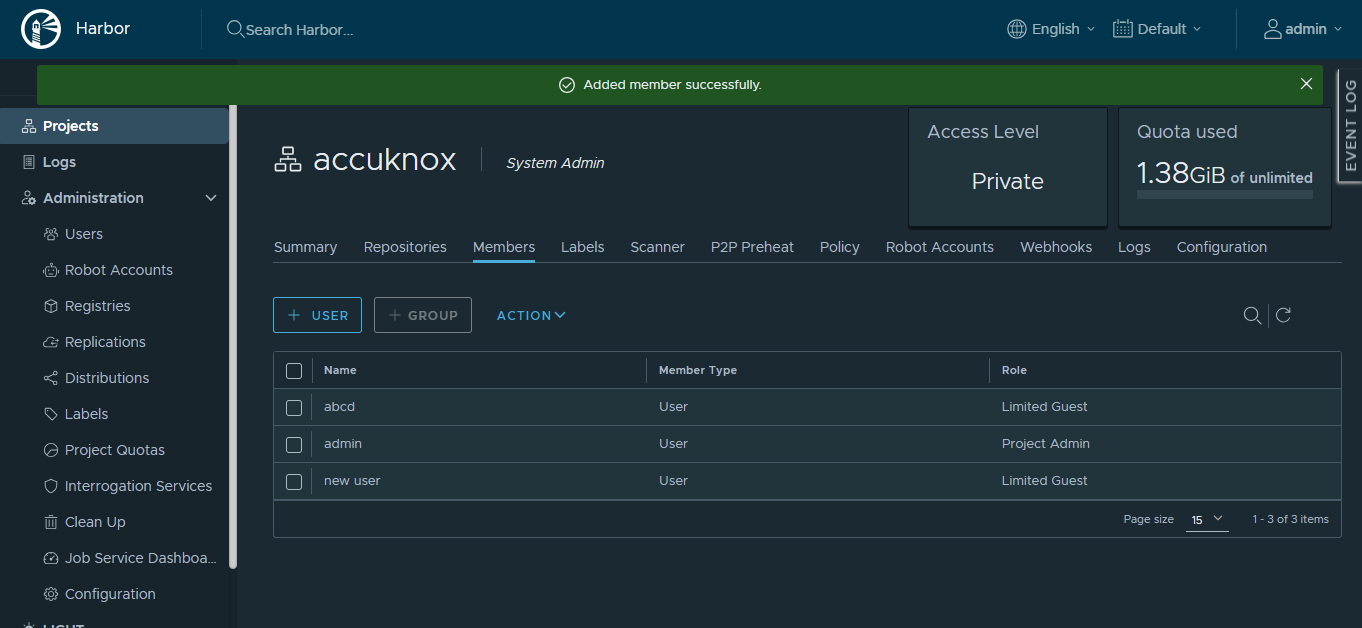 Harbor
Search Harbor...
English
Default
admin
Added member successfully.
EVENT LOG
Projects
Logs
Administration
Users
Robot Accounts
Registries
Replications
Distributions
Labels
Project Quotas
Interrogation Services
Clean Up
Job Service Dashboa...
Configuration
LIGHT
accuknox
System Admin
Access Level
Private
Quota used
1.38GiB of unlimited
Summary Repositories Members Labels Scanner P2P Preheat Policy Robot Accounts Webhooks Logs Configuration
+ USER + GROUP ACTION
Name Member Type Role
abcd User Limited Guest
admin User Project Admin
new user User Limited Guest
Page size 15 1 - 3 of 3 items